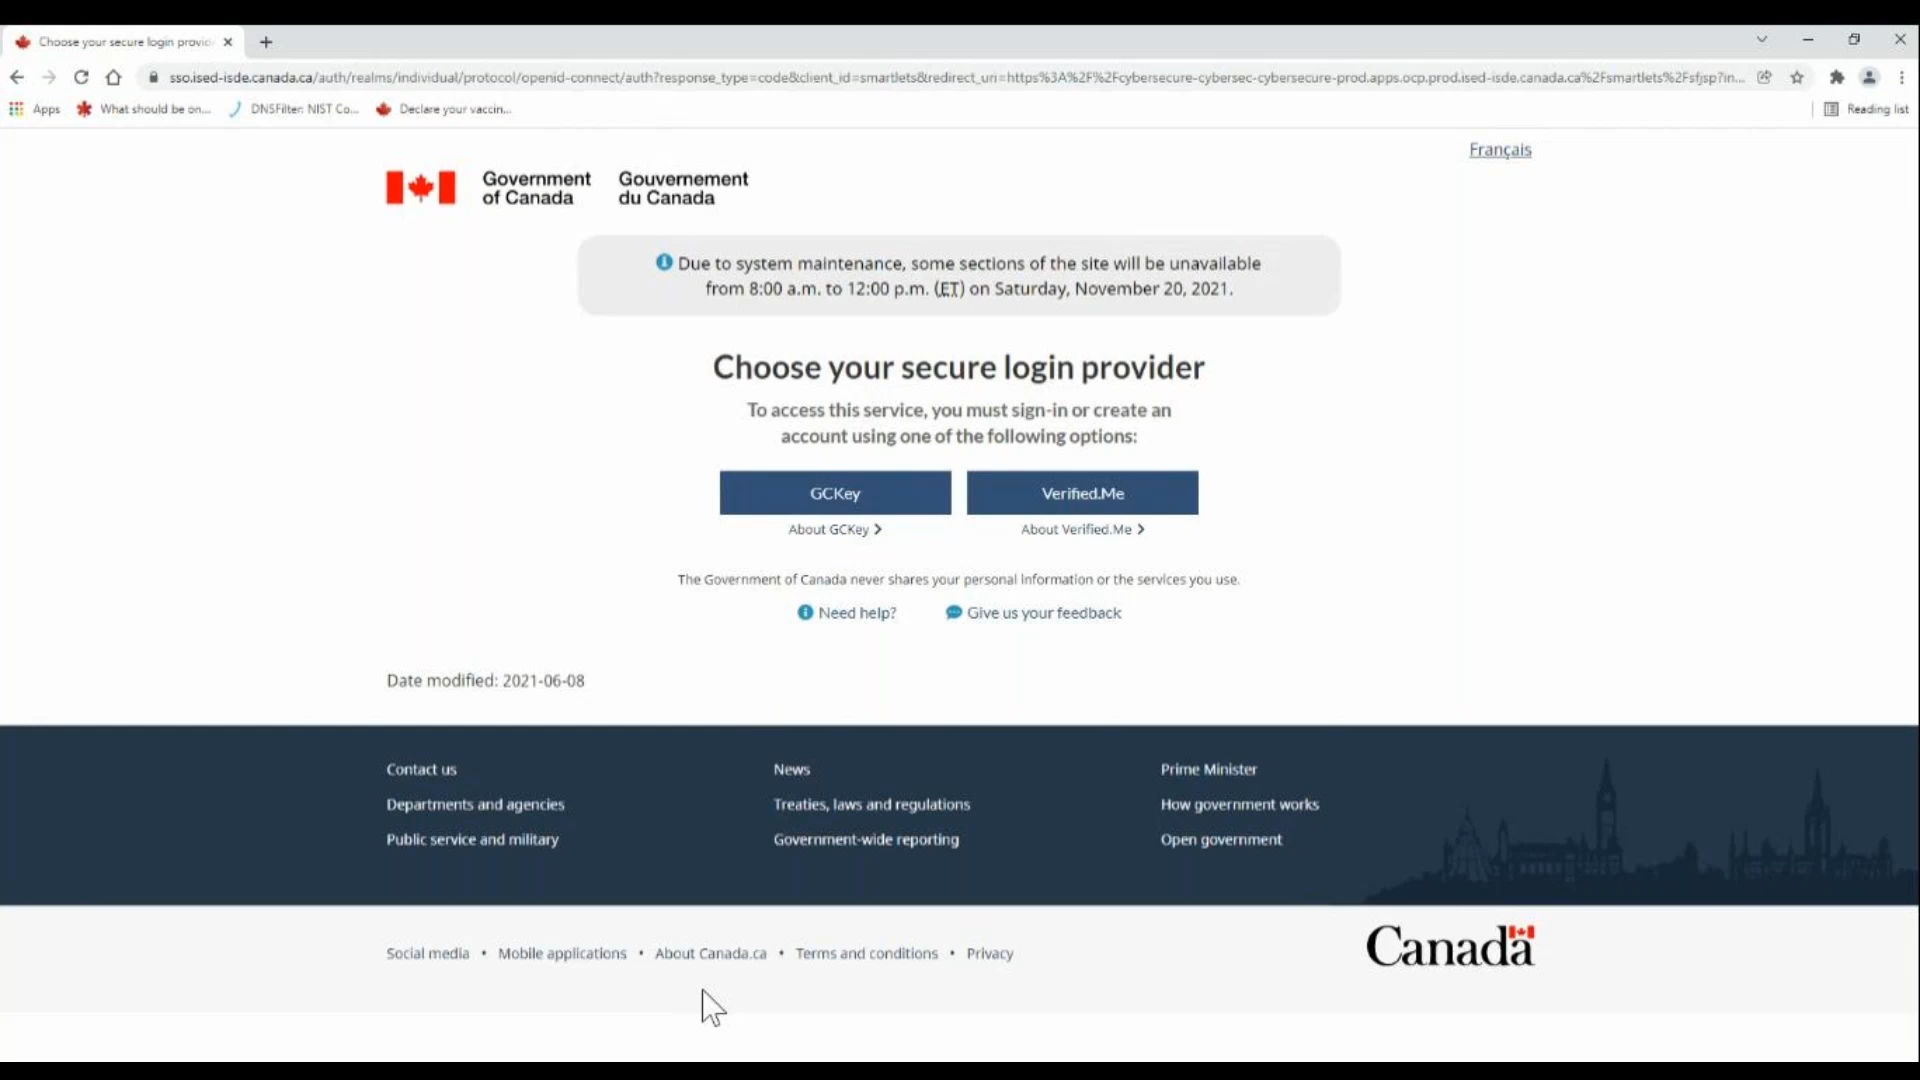 Choose your secure login provid
sso.ised-isde.canada.ca/auth/realms/individual/protocol/openid-connect/auth?response_type=code&client_id=smartlets&redirect_uri=https%3A%2F%2Fcybersecure-cybersec-cybersecure-prod.apps.ocp.prod.ised-isde.canada.ca%2Fsmartlets%2Fsfjsp?in...
Apps What should be on... DNSFilter: NIST Co... Declare your vaccin... Reading list
Français
Government of Canada
Gouvernement du Canada
Due to system maintenance, some sections of the site will be unavailable
from 8:00 a.m. to 12:00 p.m. (ET) on Saturday, November 20, 2021.
Choose your secure login provider
To access this service, you must sign-in or create an
account using one of the following options:
GCKey Verified.Me
About GCKey About Verified.Me
The Government of Canada never shares your personal information or the services you use.
Need help? Give us your feedback
Date modified: 2021-06-08
Contact us News Prime Minister
Departments and agencies Treaties, laws and regulations How government works
Public service and military Government-wide reporting Open government
Social media • Mobile applications • About Canada.ca • Terms and conditions • Privacy
Canada